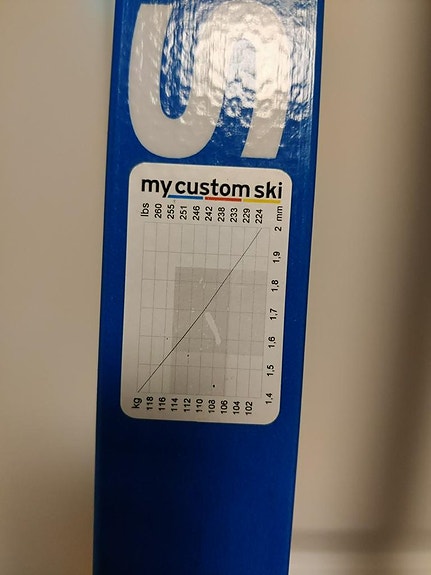 S
my custom ski
lbs 260 255 251 246 242 238 233 229 224
mm 2 1,9 1,8 1,7 1,6 1,5 1,4
kg 118 116 114 112 110 108 106 104 102